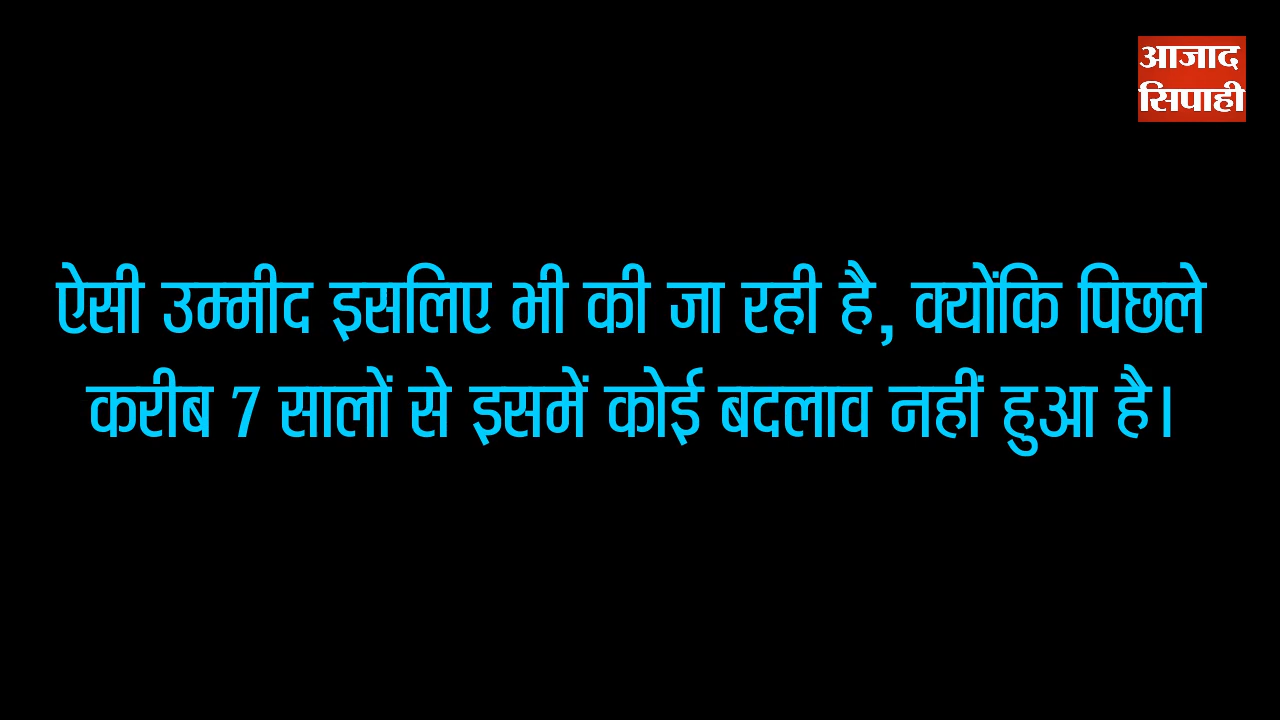 आजाद
सिपाही
ऐसी उम्मीद इसलिए भी की जा रही है, क्योंकि पिछले
करीब 7 सालों से इसमें कोई बदलाव नहीं हुआ है।